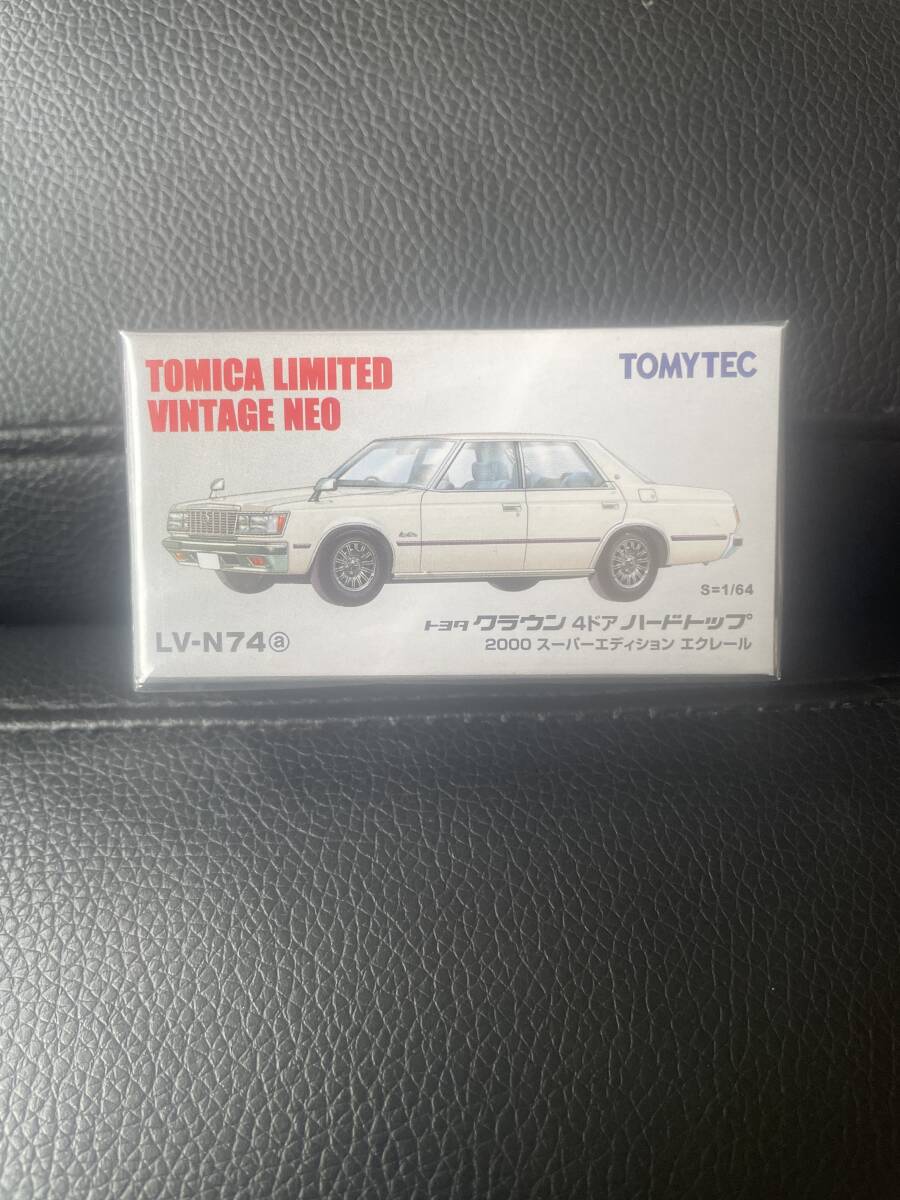 TOMICA LIMITED
VINTAGE NEO
TOMYTEC
S=1/64
LV-N74ⓐ
トヨタ クラウン 4ドア ハードトップ
2000 スーパーエディション エクレール